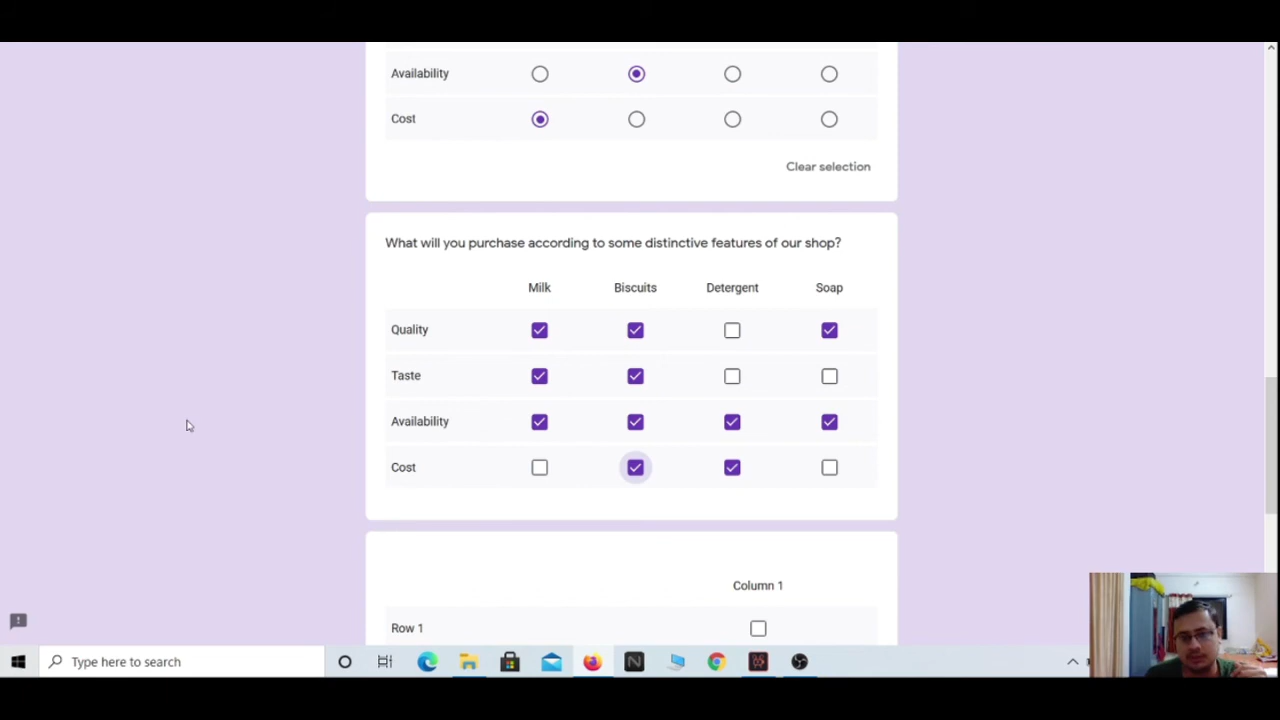 Availability
Cost
Clear selection
What will you purchase according to some distinctive features of our shop?
Milk Biscuits Detergent Soap
Quality
Taste
Availability
Cost
Column 1
Row 1
Type here to search